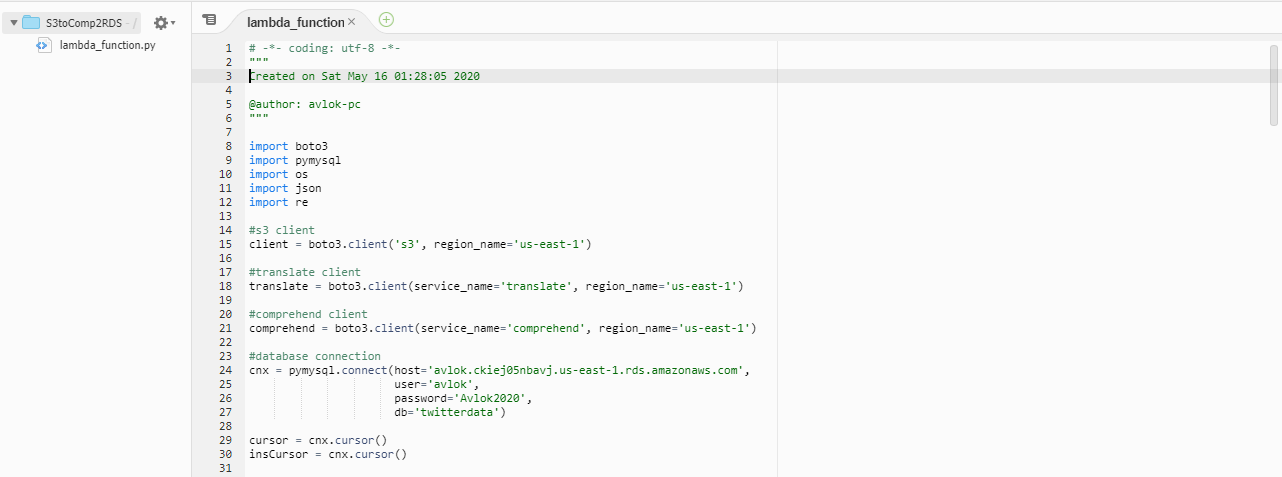 S3toComp2RDS - /
lambda_function.py
lambda_function
1 # -*- coding: utf-8 -*-
2 """
3 Created on Sat May 16 01:28:05 2020
4
5 @author: avlok-pc
6 """
7
8 import boto3
9 import pymysql
10 import os
11 import json
12 import re
13
14 #s3 client
15 client = boto3.client('s3', region_name='us-east-1')
16
17 #translate client
18 translate = boto3.client(service_name='translate', region_name='us-east-1')
19
20 #comprehend client
21 comprehend = boto3.client(service_name='comprehend', region_name='us-east-1')
22
23 #database connection
24 cnx = pymysql.connect(host='avlok.ckiej05nbavj.us-east-1.rds.amazonaws.com',
25 user='avlok',
26 password='Avlok2020',
27 db='twitterdata')
28
29 cursor = cnx.cursor()
30 insCursor = cnx.cursor()
31